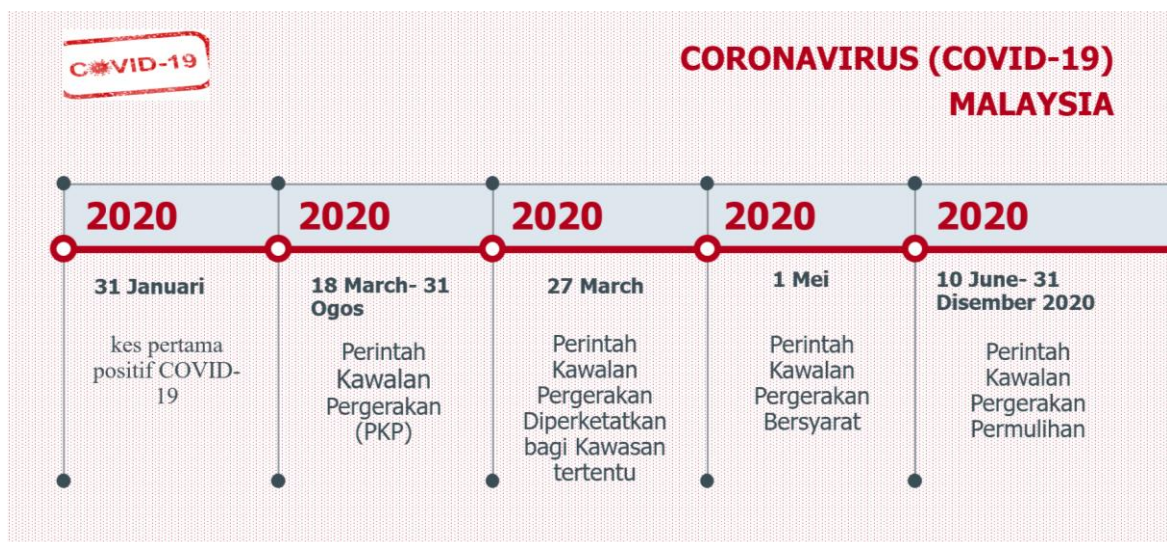 COVID-19
CORONAVIRUS (COVID-19)
MALAYSIA
2020
31 Januari
kes pertama
positif COVID-
19
2020
18 March- 31
Ogos
Perintah
Kawalan
Pergerakan
(PKP)
2020
27 March
Perintah
Kawalan
Pergerakan
Diperketatkan
bagi Kawasan
tertentu
2020
1 Mei
Perintah
Kawalan
Pergerakan
Bersyarat
2020
10 June- 31
Disember 2020
Perintah
Kawalan
Pergerakan
Permulihan